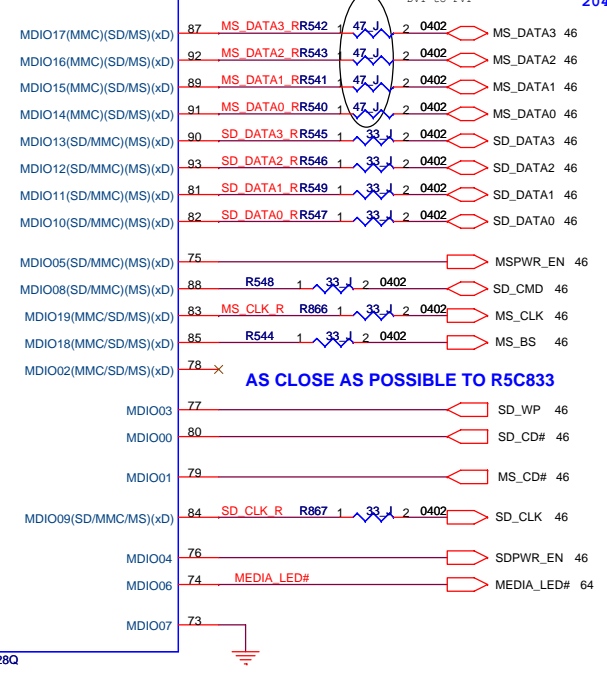 204
MDIO17(MMC)(SD/MS)(xD) 87 MS_DATA3_R R542 1 47_J 2 0402 MS_DATA3 46
MDIO16(MMC)(SD/MS)(xD) 92 MS_DATA2_R R543 1 47_J 2 0402 MS_DATA2 46
MDIO15(MMC)(SD/MS)(xD) 89 MS_DATA1_R R541 1 47_J 2 0402 MS_DATA1 46
MDIO14(MMC)(SD/MS)(xD) 91 MS_DATA0_R R540 1 47_J 2 0402 MS_DATA0 46
MDIO13(SD/MMC)(MS)(xD) 90 SD_DATA3_R R545 1 33_J 2 0402 SD_DATA3 46
MDIO12(SD/MMC)(MS)(xD) 93 SD_DATA2_R R546 1 33_J 2 0402 SD_DATA2 46
MDIO11(SD/MMC)(MS)(xD) 81 SD_DATA1_R R549 1 33_J 2 0402 SD_DATA1 46
MDIO10(SD/MMC)(MS)(xD) 82 SD_DATA0_R R547 1 33_J 2 0402 SD_DATA0 46
MDIO05(SD/MMC)(MS)(xD) 75 MSPWR_EN 46
MDIO08(SD/MMC)(MS)(xD) 88 R548 1 33_J 2 0402 SD_CMD 46
MDIO19(MMC/SD/MS)(xD) 83 MS_CLK_R R866 1 33_J 2 0402 MS_CLK 46
MDIO18(MMC/SD/MS)(xD) 85 R544 1 33_J 2 0402 MS_BS 46
MDIO02(MMC/SD/MS)(xD) 78
AS CLOSE AS POSSIBLE TO R5C833
MDIO03 77 SD_WP 46
MDIO00 80 SD_CD# 46
MDIO01 79 MS_CD# 46
MDIO09(SD/MMC/MS)(xD) 84 SD_CLK_R R867 1 33_J 2 0402 SD_CLK 46
MDIO04 76 SDPWR_EN 46
MDIO06 74 MEDIA_LED# MEDIA_LED# 64
MDIO07 73
28Q